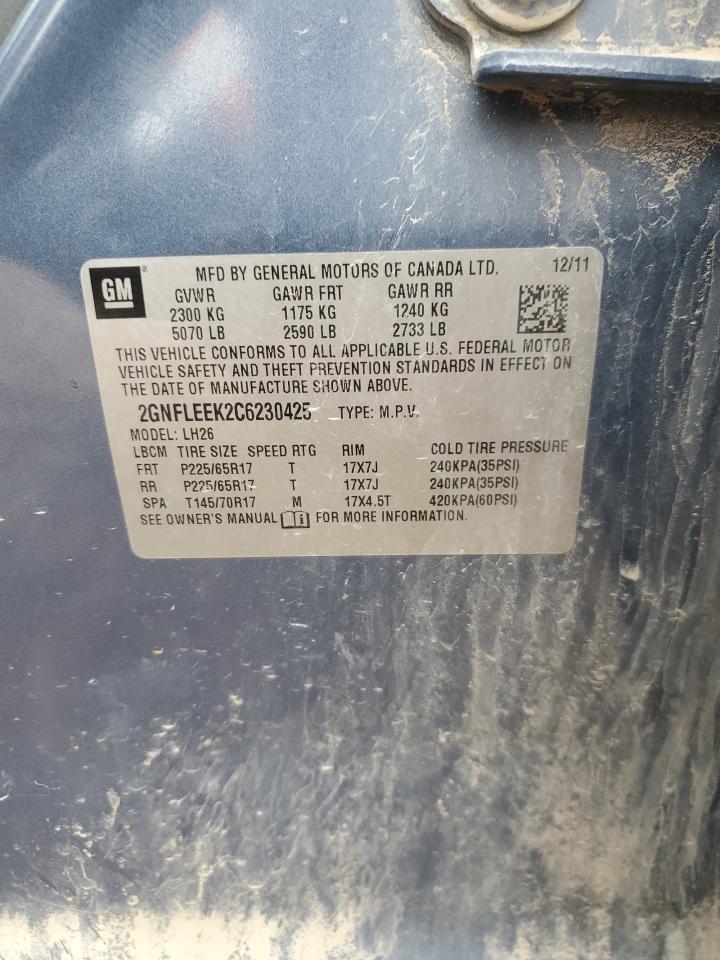 GM
MFD BY GENERAL MOTORS OF CANADA LTD. 12/11
GVWR GAWR FRT GAWR RR
2300 KG 1175 KG 1240 KG
5070 LB 2590 LB 2733 LB
THIS VEHICLE CONFORMS TO ALL APPLICABLE U.S. FEDERAL MOTOR
VEHICLE SAFETY AND THEFT PREVENTION STANDARDS IN EFFECT ON
THE DATE OF MANUFACTURE SHOWN ABOVE.
2GNFLEEK2C6230425 TYPE: M.P.V.
MODEL: LH26
LBCM TIRE SIZE SPEED RTG RIM COLD TIRE PRESSURE
FRT P225/65R17 T 17X7J 240KPA(35PSI)
RR P225/65R17 T 17X7J 240KPA(35PSI)
SPA T145/70R17 M 17X4.5T 420KPA(60PSI)
SEE OWNER'S MANUAL FOR MORE INFORMATION.